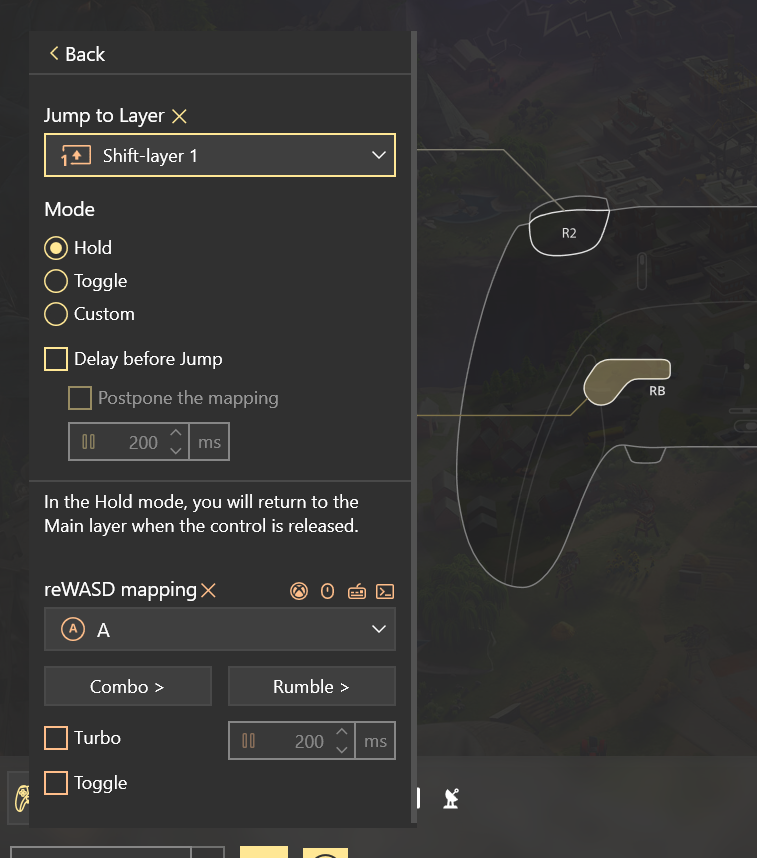 Back
Jump to Layer
1 Shift-layer 1
Mode
Hold
Toggle
Custom
Delay before Jump
Postpone the mapping
200 ms
In the Hold mode, you will return to the
Main layer when the control is released.
reWASD mapping
A A
Combo >
Rumble >
Turbo
200 ms
Toggle
R2
RB